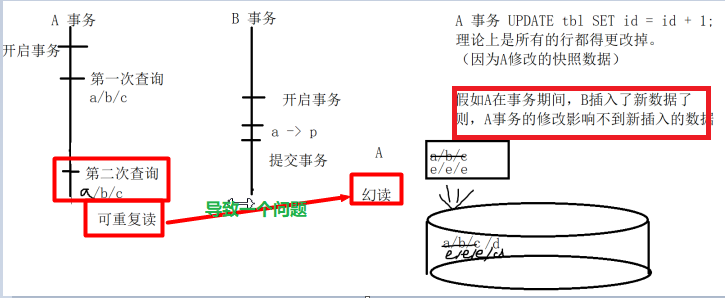 A 事务
开启事务
第一次查询
a/b/c
第二次查询
a/b/c
可重复读
B 事务
开启事务
a -> p
提交事务
导致一个问题
A
幻读
A 事务 UPDATE tbl SET id = id + 1;
理论上是所有的行都得更改掉。
（因为A修改的快照数据）
假如A在事务期间，B插入了新数据了
则，A事务的修改影响不到新插入的数据
a/b/c
e/e/e
a/b/c /d
e/e/e/d